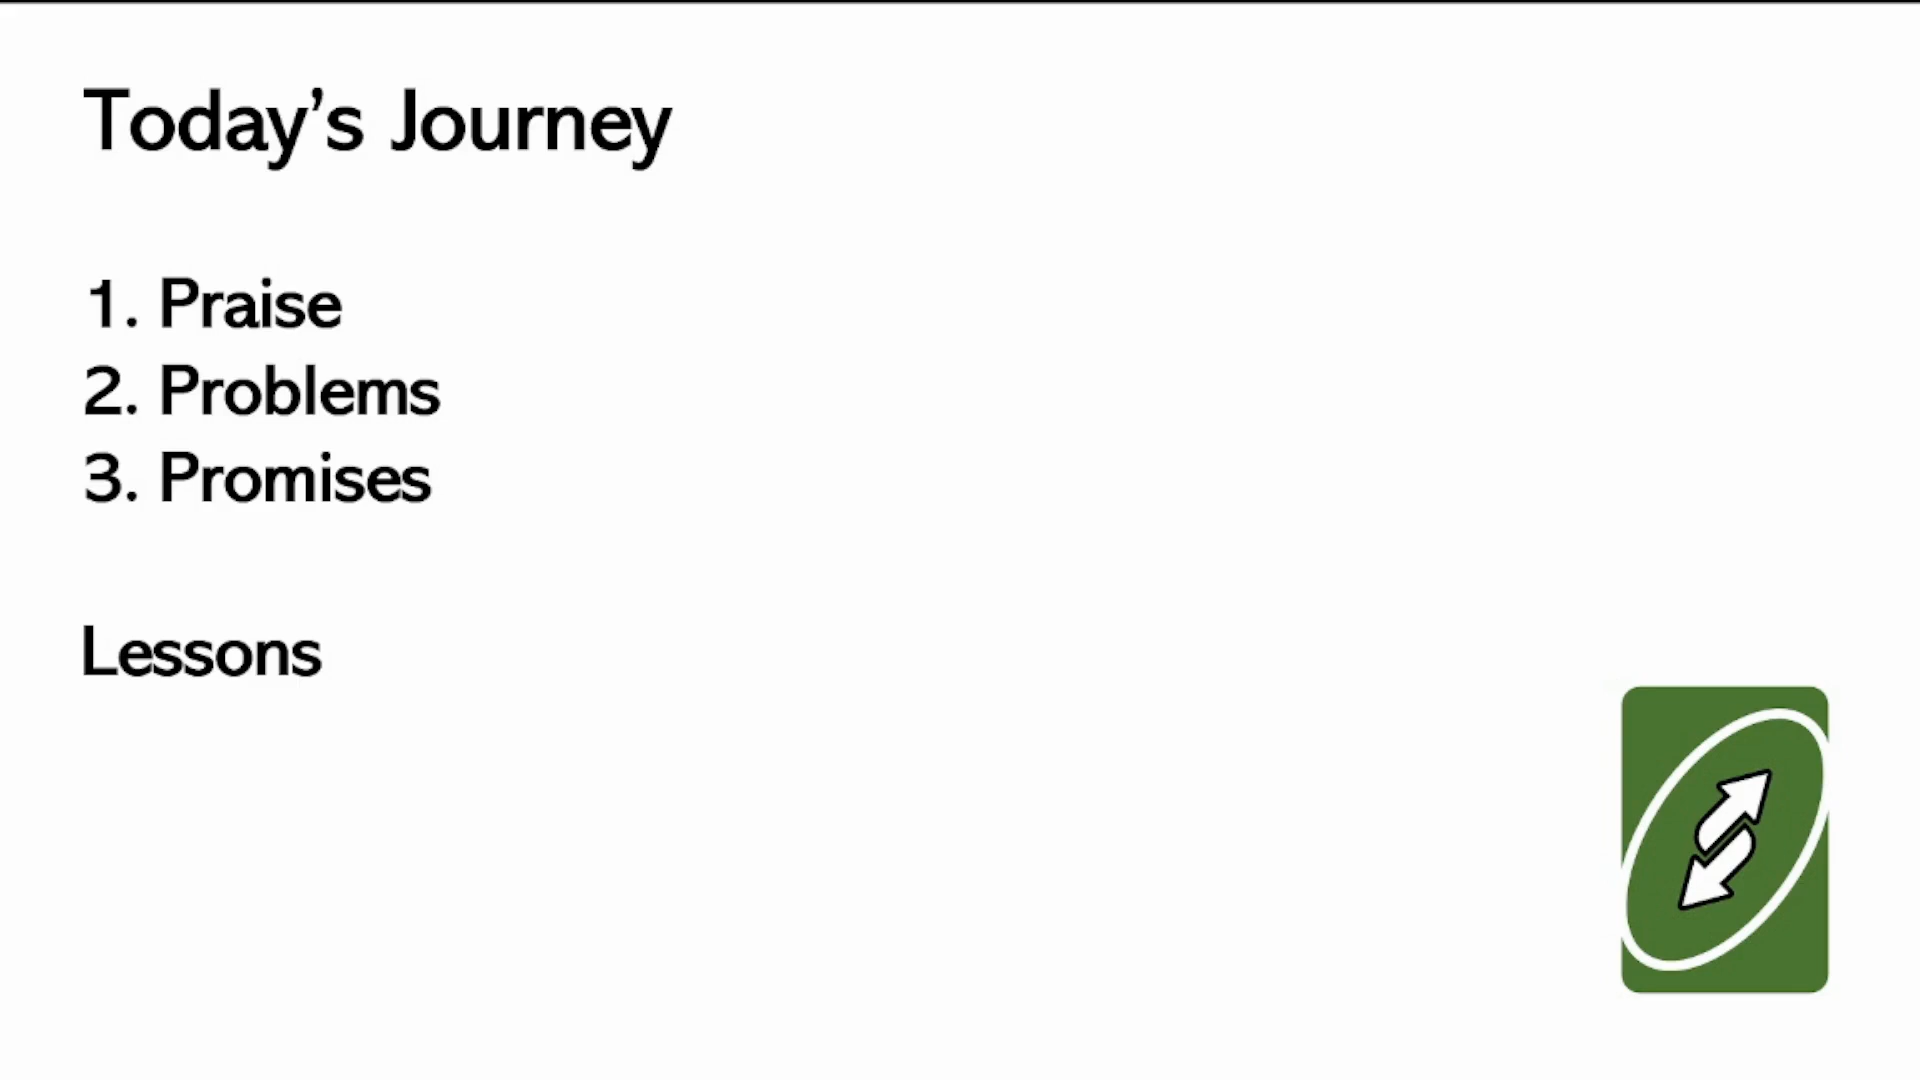 Today’s Journey
1. Praise
2. Problems
3. Promises
Lessons